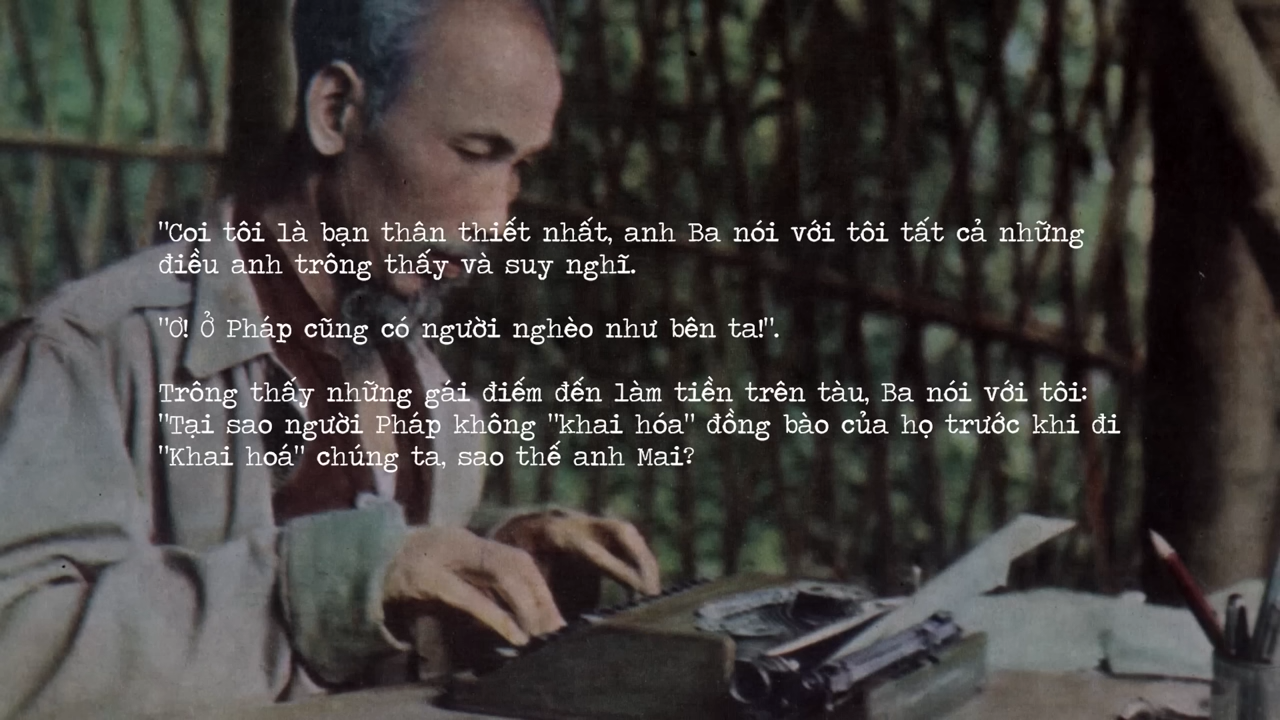 "Coi tôi là bạn thân thiết nhất, anh Ba nói với tôi tất cả những
điều anh trông thấy và suy nghĩ.
"Ơ! Ở Pháp cũng có người nghèo như bên ta!".
Trông thấy những gái điếm đến làm tiền trên tàu, Ba nói với tôi:
"Tại sao người Pháp không "khai hóa" đồng bào của họ trước khi đi
"Khai hoá" chúng ta, sao thế anh Mai?